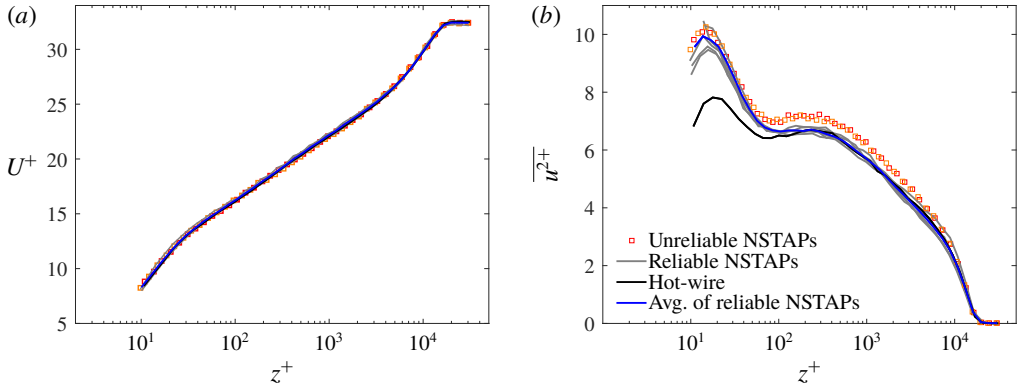 (a)
30
25
20
15
10
5
U⁺
10¹ 10² 10³ 10⁴
z⁺
(b)
10
8
6
4
2
0
u²⁺
Unreliable NSTAPs
Reliable NSTAPs
Hot-wire
Avg. of reliable NSTAPs
10¹ 10² 10³ 10⁴
z⁺